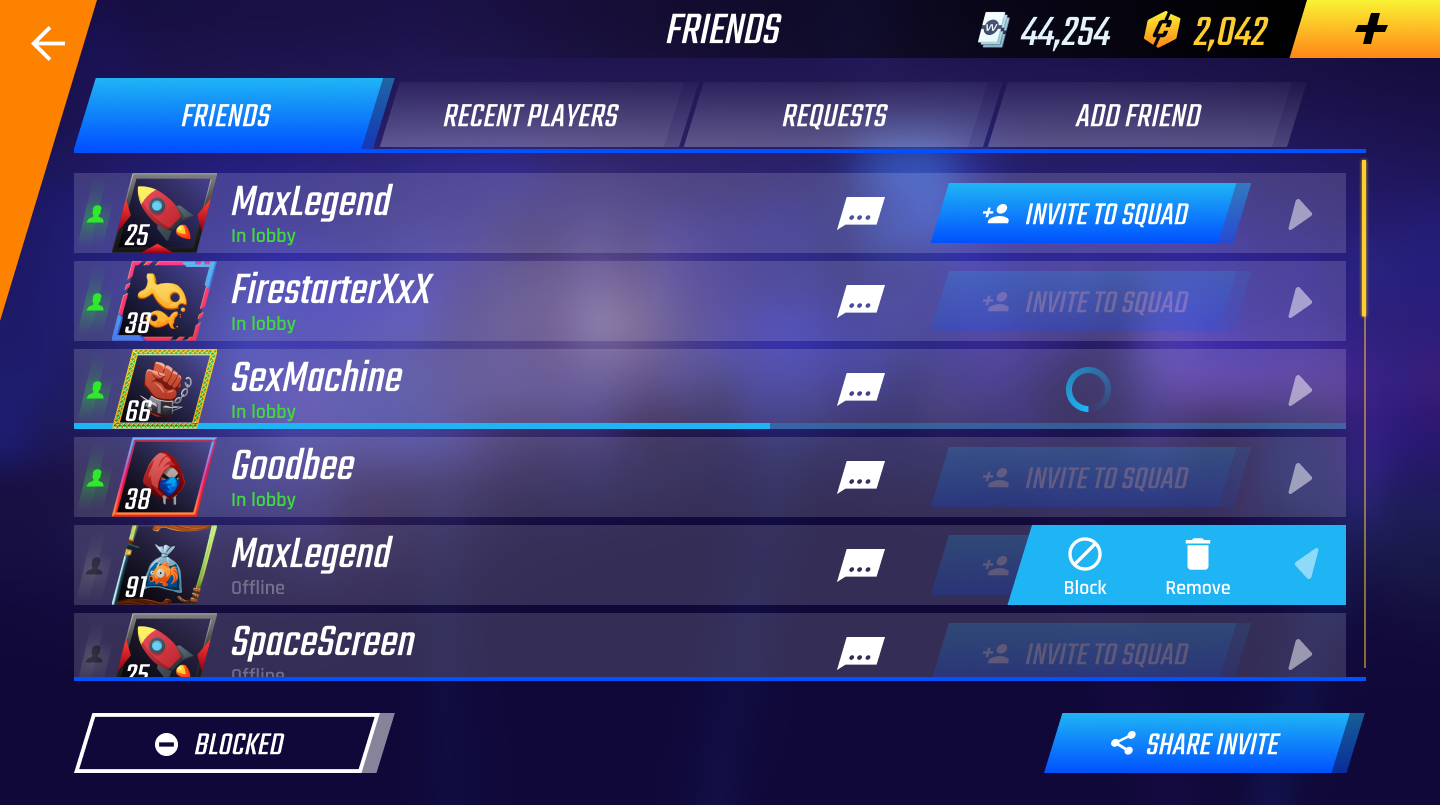 FRIENDS
44,254
2,042
FRIENDS
RECENT PLAYERS
REQUESTS
ADD FRIEND
MaxLegend
25
In lobby
INVITE TO SQUAD
FirestarterXxX
38
In lobby
INVITE TO SQUAD
SexMachine
66
In lobby
Goodbee
38
In lobby
INVITE TO SQUAD
MaxLegend
91
Offline
Block
Remove
SpaceScreen
25
Offline
INVITE TO SQUAD
BLOCKED
SHARE INVITE